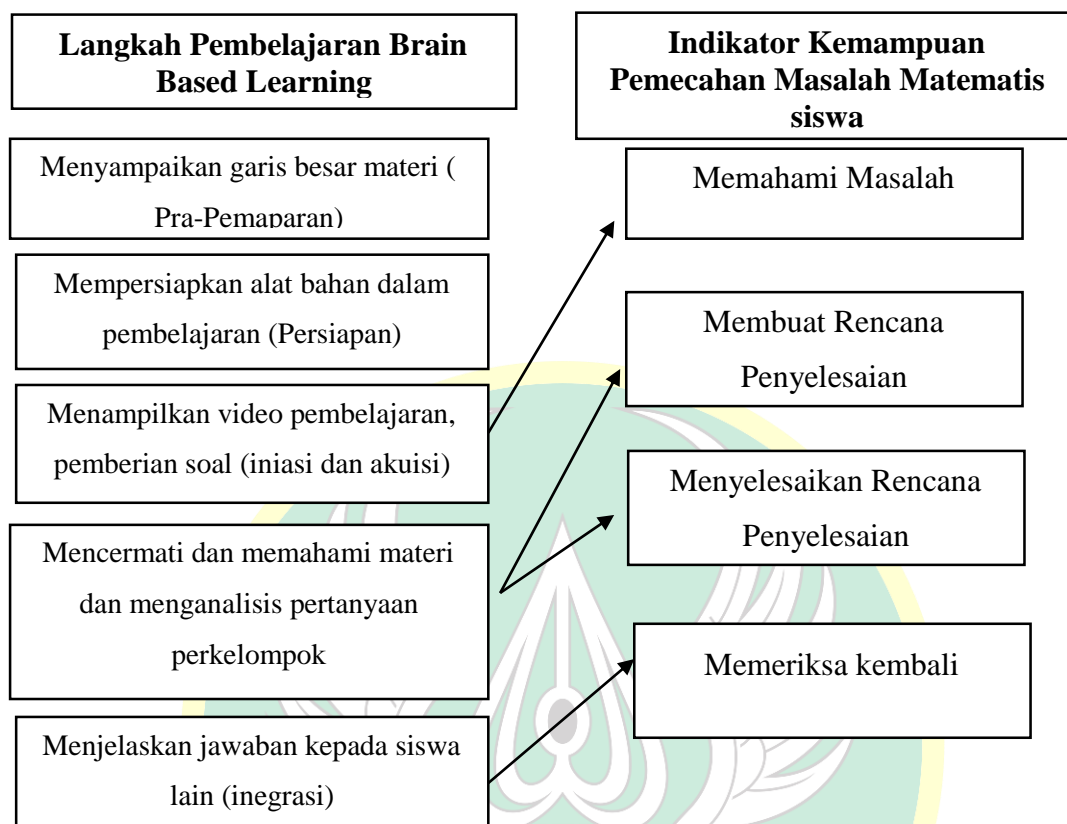 Langkah Pembelajaran Brain
Based Learning
Menyampaikan garis besar materi (
Pra-Pemaparan)
Mempersiapkan alat bahan dalam
pembelajaran (Persiapan)
Menampilkan video pembelajaran,
pemberian soal (iniasi dan akuisi)
Mencermati dan memahami materi
dan menganalisis pertanyaan
perkelompok
Menjelaskan jawaban kepada siswa
lain (inegrasi)
Indikator Kemampuan
Pemecahan Masalah Matematis
siswa
Memahami Masalah
Membuat Rencana
Penyelesaian
Menyelesaikan Rencana
Penyelesaian
Memeriksa kembali